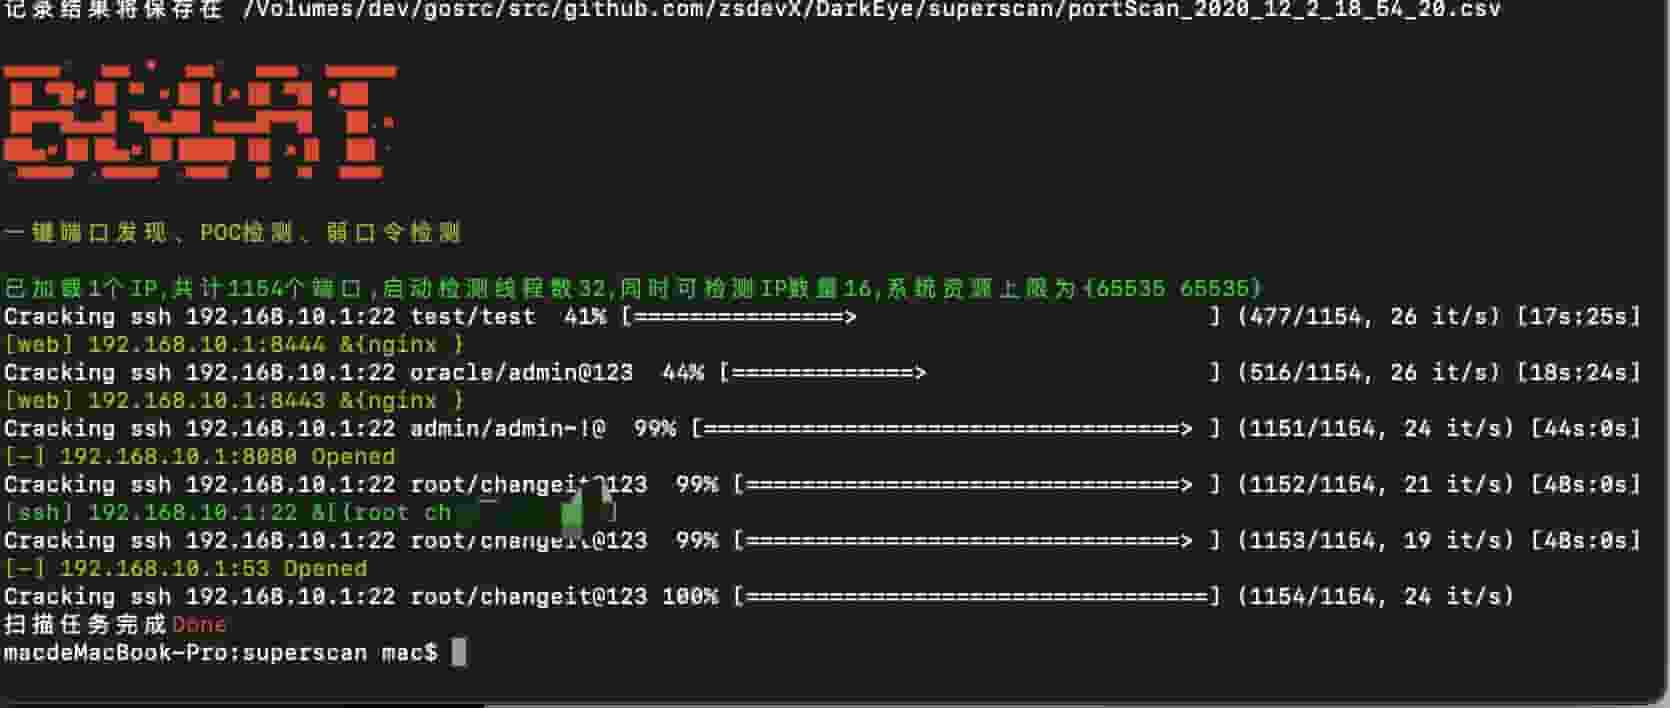 记录结果将保存在 /Volumes/dev/gosrc/src/github.com/zsdevX/DarkEye/superscan/portScan_2020_12_2_18_54_20.csv
一键端口发现、POC检测、弱口令检测
已加载1个IP,共计1154个端口,启动检测线程数32,同时可检测IP数量16,系统资源上限为{65535 65535}
Cracking ssh 192.168.10.1:22 test/test 41% [===============> ] (477/1154, 26 it/s) [17s:25s]
[web] 192.168.10.1:8444 &{nginx }
Cracking ssh 192.168.10.1:22 oracle/admin@123 44% [=============> ] (516/1154, 26 it/s) [18s:24s]
[web] 192.168.10.1:8443 &{nginx }
Cracking ssh 192.168.10.1:22 admin/admin~!@ 99% [==================================> ] (1151/1154, 24 it/s) [44s:0s]
[~] 192.168.10.1:8080 Opened
Cracking ssh 192.168.10.1:22 root/changeit@123 99% [================================> ] (1152/1154, 21 it/s) [48s:0s]
[ssh] 192.168.10.1:22 &[{root ch ]
Cracking ssh 192.168.10.1:22 root/changeit@123 99% [================================> ] (1153/1154, 19 it/s) [48s:0s]
[~] 192.168.10.1:53 Opened
Cracking ssh 192.168.10.1:22 root/changeit@123 100% [=================================] (1154/1154, 24 it/s)
扫描任务完成Done
macdeMacBook-Pro:superscan mac$